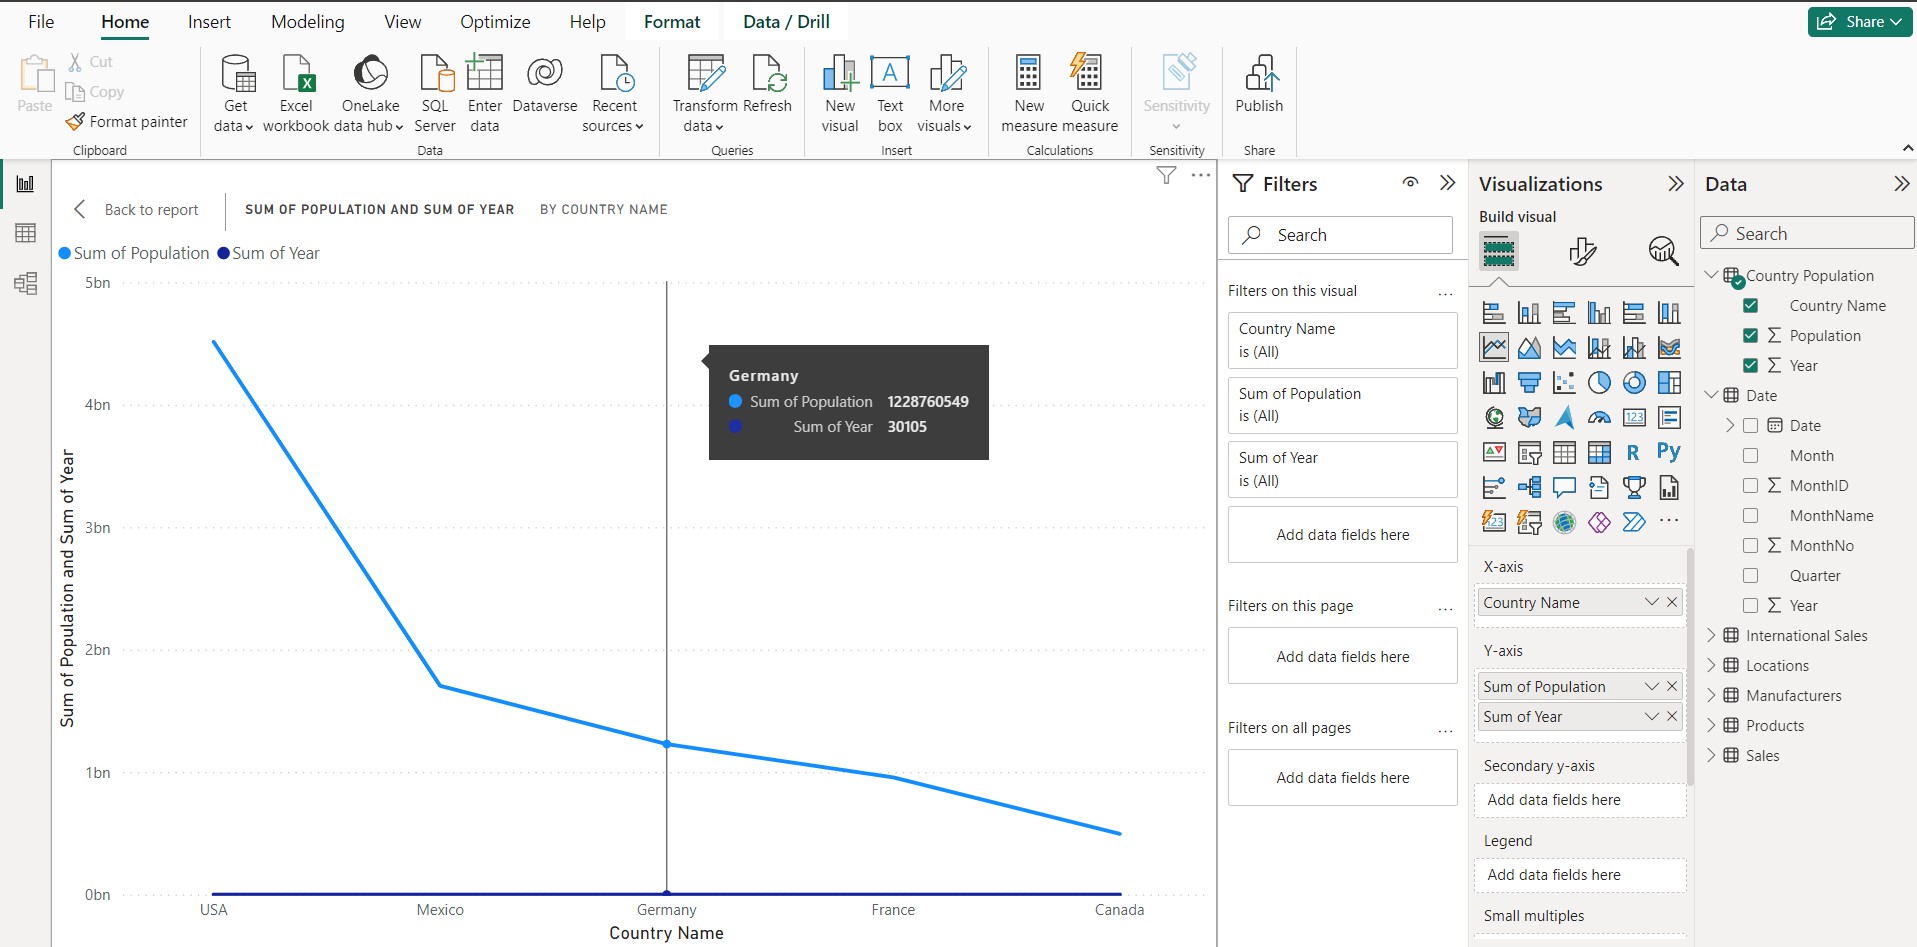 File Home Insert Modeling View Optimize Help Format Data / Drill Share
Paste
Cut
Copy
Format painter
Clipboard
Get data
Excel workbook
OneLake data hub
SQL Server
Enter data
Dataverse
Recent sources
Data
Transform data
Refresh
Queries
New visual
Text box
More visuals
Insert
New measure
Quick measure
Calculations
Sensitivity
Sensitivity
Publish
Share
Back to report
SUM OF POPULATION AND SUM OF YEAR BY COUNTRY NAME
Sum of Population Sum of Year
5bn
4bn
3bn
2bn
1bn
0bn
Sum of Population and Sum of Year
Germany
Sum of Population 1228760549
Sum of Year 30105
USA Mexico Germany France Canada
Country Name
Filters
Search
Filters on this visual ...
Country Name
is (All)
Sum of Population
is (All)
Sum of Year
is (All)
Add data fields here
Filters on this page ...
Add data fields here
Filters on all pages ...
Add data fields here
Visualizations
Build visual
123
R Py
123
...
X-axis
Country Name
Y-axis
Sum of Population
Sum of Year
Secondary y-axis
Add data fields here
Legend
Add data fields here
Small multiples
Data
Search
Country Population
Country Name
Σ Population
Σ Year
Date
Date
Month
Σ MonthID
MonthName
Σ MonthNo
Quarter
Σ Year
International Sales
Locations
Manufacturers
Products
Sales